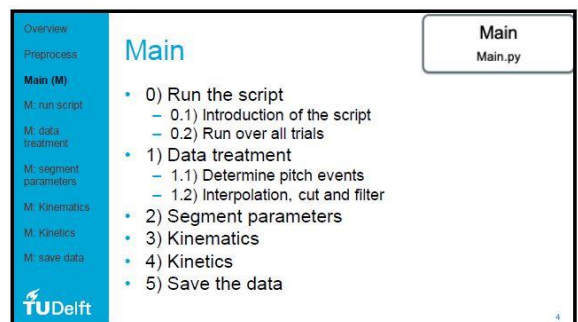 Overview
Preprocess
Main (M)
M: run script
M: data
treatment
M: segment
parameters
M: Kinematics
M: Kinetics
M: save data
TUDelft
Main
• 0) Run the script
– 0.1) Introduction of the script
– 0.2) Run over all trials
• 1) Data treatment
– 1.1) Determine pitch events
– 1.2) Interpolation, cut and filter
• 2) Segment parameters
• 3) Kinematics
• 4) Kinetics
• 5) Save the data
Main
Main.py
4